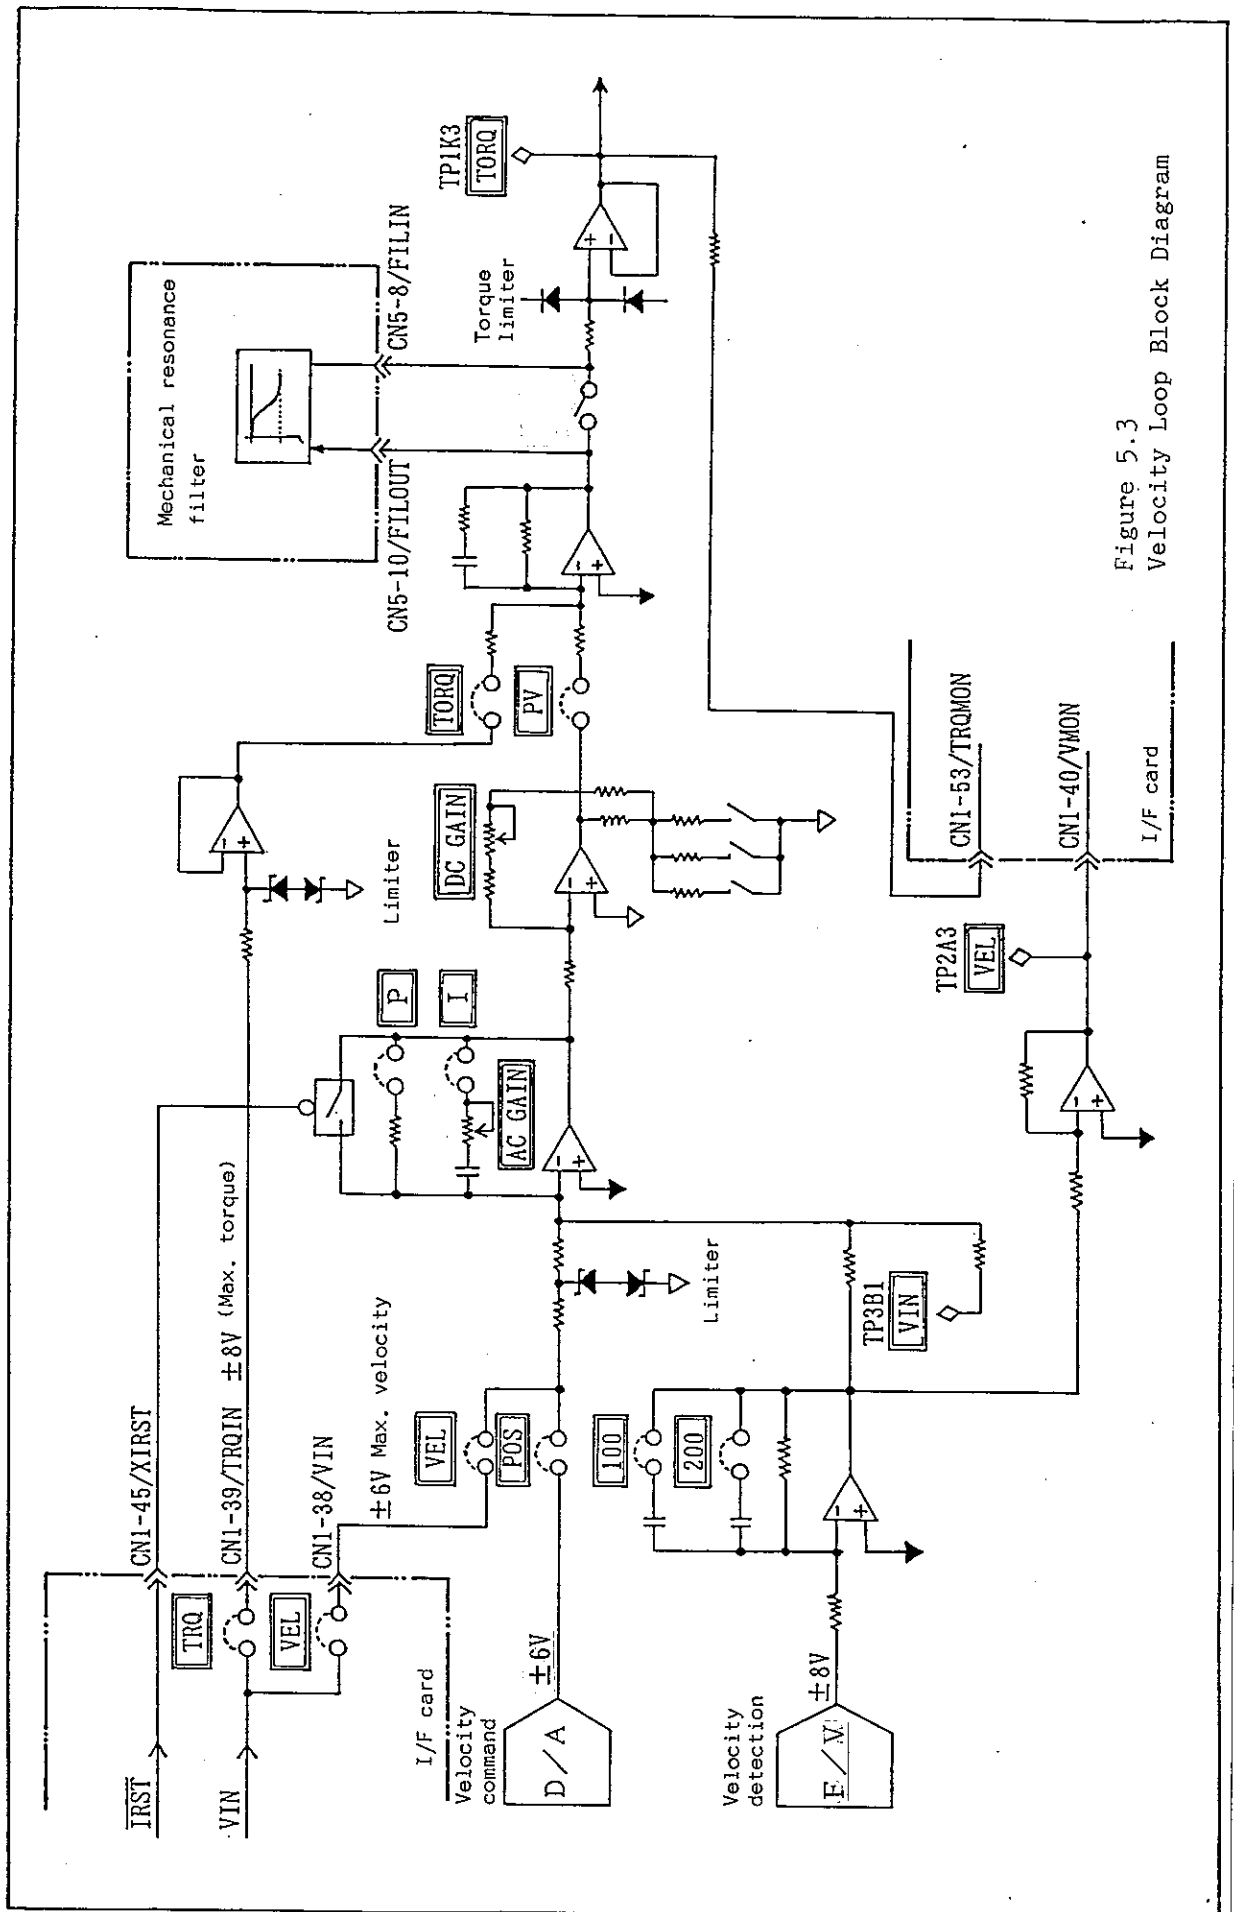 IRST
VIN
I/F card
TRQ
VEL
CN1-45/XIRST
CN1-39/TRQIN ±8V (Max. torque)
CN1-38/VIN
±6V Max. velocity
Velocity
command
D/A
±6V
VEL
POS
Limiter
Velocity
detection
F/V
±8V
100
200
TP3B1
VIN
P
I
AC GAIN
Limiter
DC GAIN
TORQ
PV
Mechanical resonance
filter
CN5-10/FILOUT
CN5-8/FILIN
Torque
limiter
TP1K3
TORQ
TP2A3
VEL
CN1-53/TRQMON
CN1-40/VMON
I/F card
Figure 5.3
Velocity Loop Block Diagram